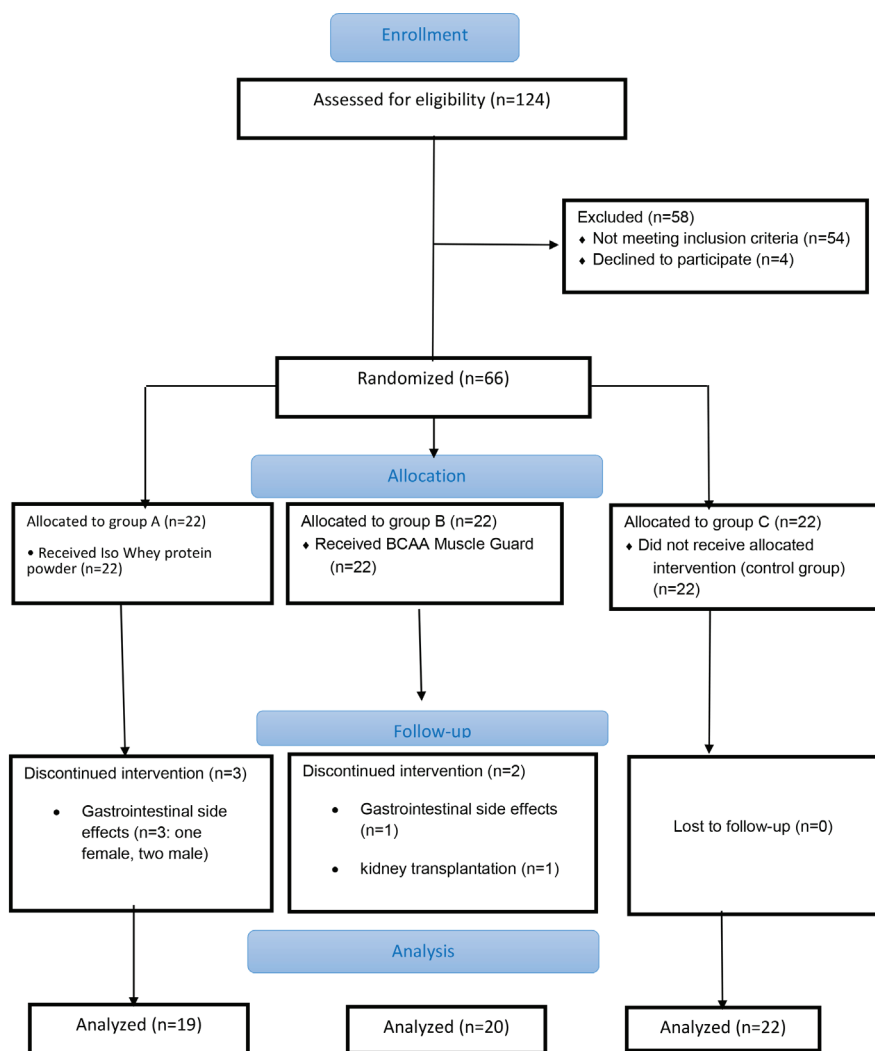 Enrollment
Assessed for eligibility (n=124)
Excluded (n=58)
♦ Not meeting inclusion criteria (n=54)
♦ Declined to participate (n=4)
Randomized (n=66)
Allocation
Allocated to group A (n=22)
• Received Iso Whey protein
powder (n=22)
Allocated to group B (n=22)
♦ Received BCAA Muscle Guard
(n=22)
Allocated to group C (n=22)
♦ Did not receive allocated
intervention (control group)
(n=22)
Follow-up
Discontinued intervention (n=3)
• Gastrointestinal side
effects (n=3: one
female, two male)
Discontinued intervention (n=2)
• Gastrointestinal side effects
(n=1)
• kidney transplantation (n=1)
Lost to follow-up (n=0)
Analysis
Analyzed (n=19)
Analyzed (n=20)
Analyzed (n=22)